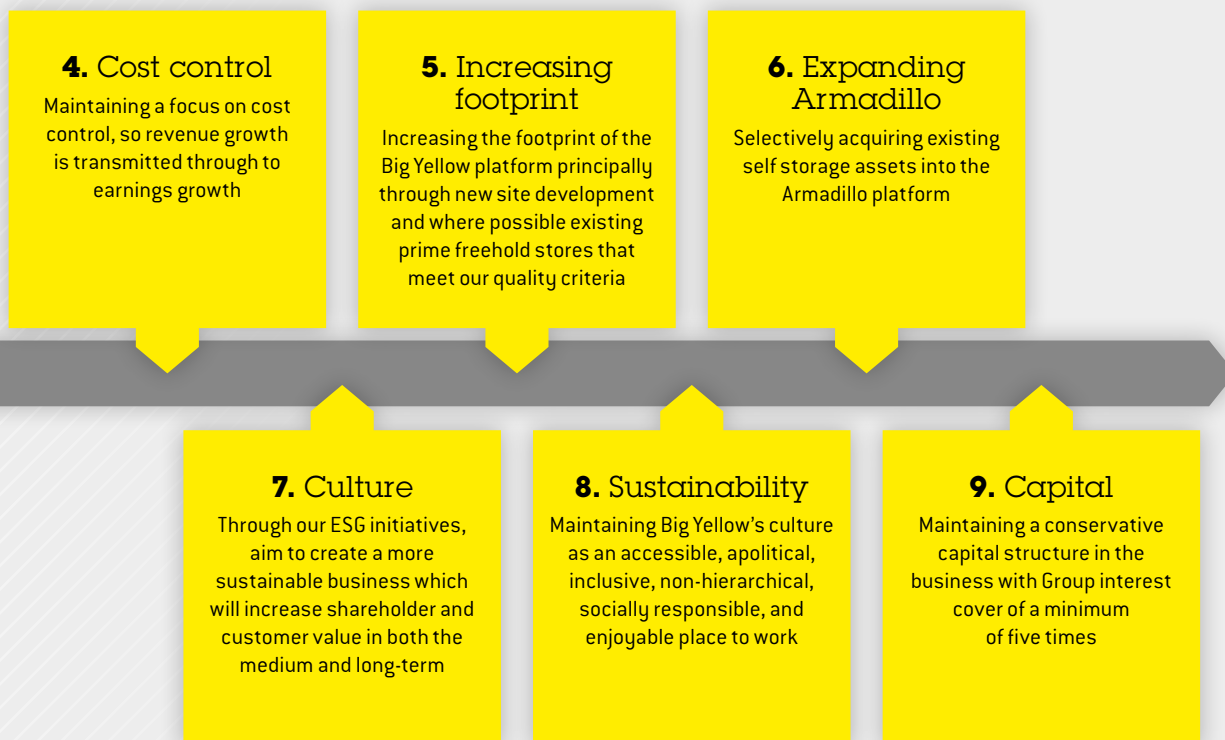 4. Cost control
Maintaining a focus on cost
control, so revenue growth
is transmitted through to
earnings growth
5. Increasing
footprint
Increasing the footprint of the
Big Yellow platform principally
through new site development
and where possible existing
prime freehold stores that
meet our quality criteria
6. Expanding
Armadillo
Selectively acquiring existing
self storage assets into the
Armadillo platform
7. Culture
Through our ESG initiatives,
aim to create a more
sustainable business which
will increase shareholder and
customer value in both the
medium and long-term
8. Sustainability
Maintaining Big Yellow’s culture
as an accessible, apolitical,
inclusive, non-hierarchical,
socially responsible, and
enjoyable place to work
9. Capital
Maintaining a conservative
capital structure in the
business with Group interest
cover of a minimum
of five times